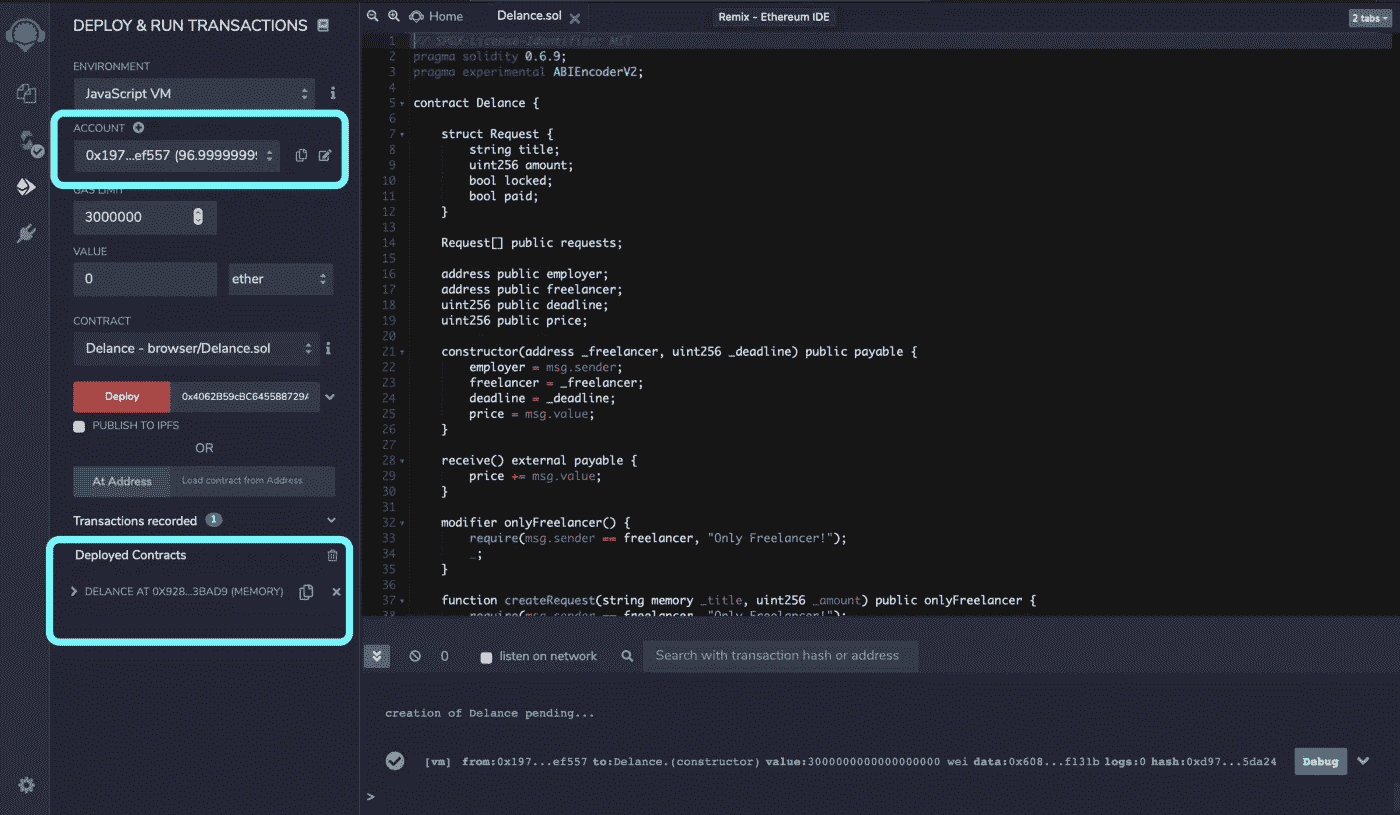 DEPLOY & RUN TRANSACTIONS
ENVIRONMENT
JavaScript VM
ACCOUNT
0x197...ef557 (96.9999999
GAS LIMIT
3000000
VALUE
0
ether
CONTRACT
Delance - browser/Delance.sol
Deploy
0x4062B59cBC645588729A
PUBLISH TO IPFS
OR
At Address
Load contract from Address
Transactions recorded 1
Deployed Contracts
DELANCE AT 0X928...3BAD9 (MEMORY)
Home
Delance.sol
Remix - Ethereum IDE
2 tabs
1 // SPDX-License-Identifier: MIT
2 pragma solidity 0.6.9;
3 pragma experimental ABIEncoderV2;
4
5 contract Delance {
6
7 struct Request {
8 string title;
9 uint256 amount;
10 bool locked;
11 bool paid;
12 }
13
14 Request[] public requests;
15
16 address public employer;
17 address public freelancer;
18 uint256 public deadline;
19 uint256 public price;
20
21 constructor(address _freelancer, uint256 _deadline) public payable {
22 employer = msg.sender;
23 freelancer = _freelancer;
24 deadline = _deadline;
25 price = msg.value;
26 }
27
28 receive() external payable {
29 price += msg.value;
30 }
31
32 modifier onlyFreelancer() {
33 require(msg.sender == freelancer, "Only Freelancer!");
34 _;
35 }
36
37 function createRequest(string memory _title, uint256 _amount) public onlyFreelancer {
38 require(msg.sender == freelancer, "Only Freelancer!");
0
listen on network
Search with transaction hash or address
creation of Delance pending...
[vm] from:0x197...ef557 to:Delance.(constructor) value:3000000000000000000 wei data:0x608...f131b logs:0 hash:0xd97...5da24
Debug
>